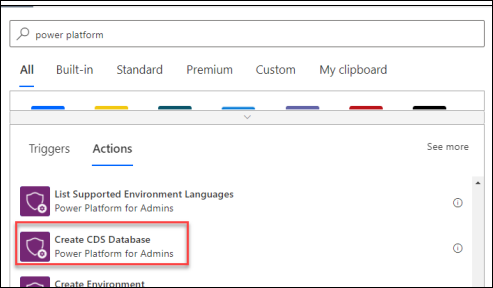 power platform
All Built-in Standard Premium Custom My clipboard
Triggers Actions See more
List Supported Environment Languages
Power Platform for Admins
Create CDS Database
Power Platform for Admins
Create Environment